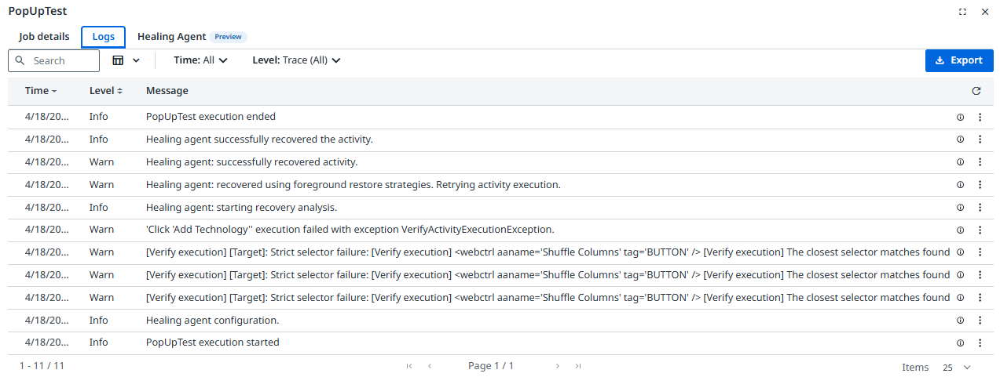 PopUpTest
Job details Logs Healing Agent Preview
Search Time: All Level: Trace (All) Export
Time Level Message
4/18/20... Info PopUpTest execution ended
4/18/20... Info Healing agent successfully recovered the activity.
4/18/20... Warn Healing agent: successfully recovered activity.
4/18/20... Warn Healing agent: recovered using foreground restore strategies. Retrying activity execution.
4/18/20... Info Healing agent: starting recovery analysis.
4/18/20... Warn 'Click 'Add Technology'' execution failed with exception VerifyActivityExecutionException.
4/18/20... Warn [Verify execution] [Target]: Strict selector failure: [Verify execution] <webctrl aaname='Shuffle Columns' tag='BUTTON' /> [Verify execution] The closest selector matches found
4/18/20... Warn [Verify execution] [Target]: Strict selector failure: [Verify execution] <webctrl aaname='Shuffle Columns' tag='BUTTON' /> [Verify execution] The closest selector matches found
4/18/20... Warn [Verify execution] [Target]: Strict selector failure: [Verify execution] <webctrl aaname='Shuffle Columns' tag='BUTTON' /> [Verify execution] The closest selector matches found
4/18/20... Info Healing agent configuration.
4/18/20... Info PopUpTest execution started
1 - 11 / 11 Page 1 / 1 Items 25